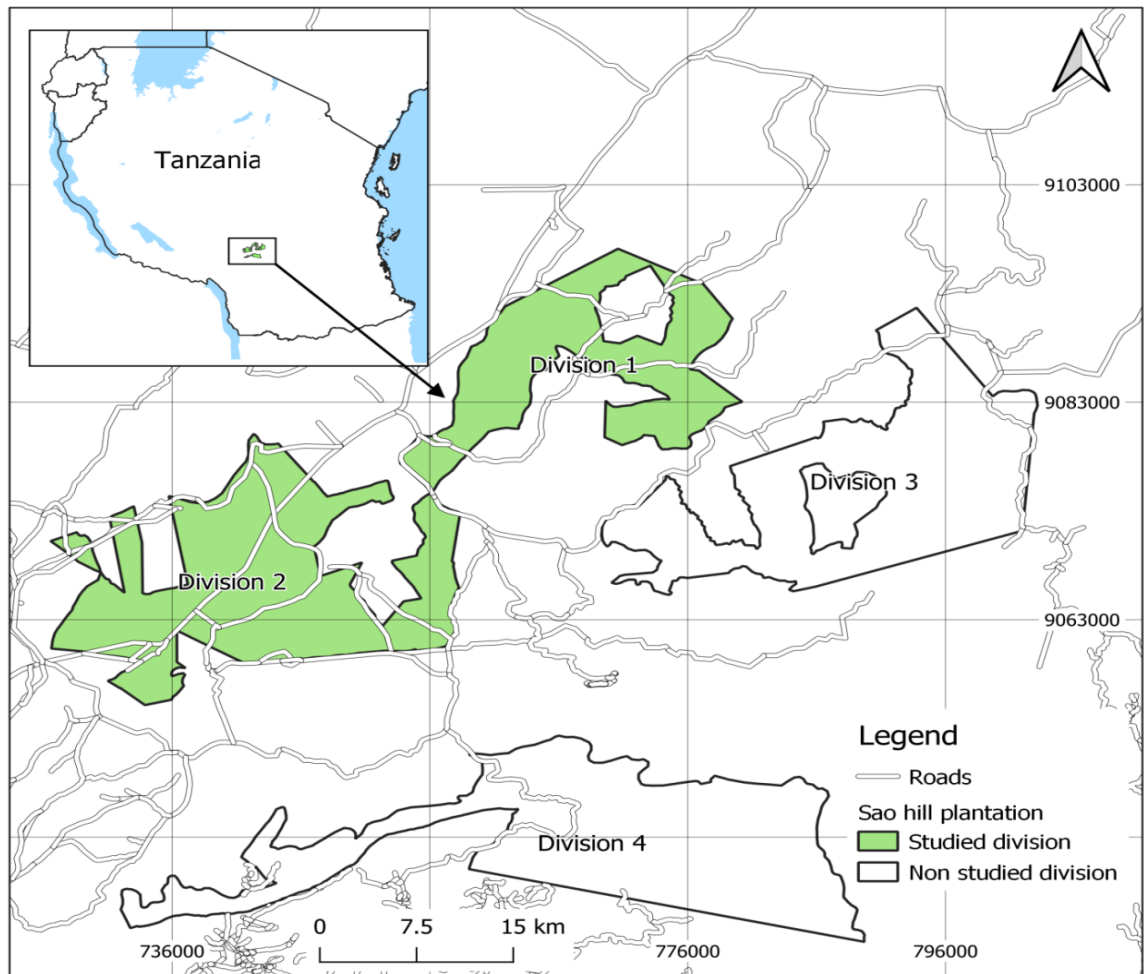 Tanzania
9103000
Division 1
9083000
Division 3
Division 2
9063000
Legend
Roads
Sao hill plantation
Studied division
Non studied division
Division 4
0 7.5 15 km
736000 776000 796000